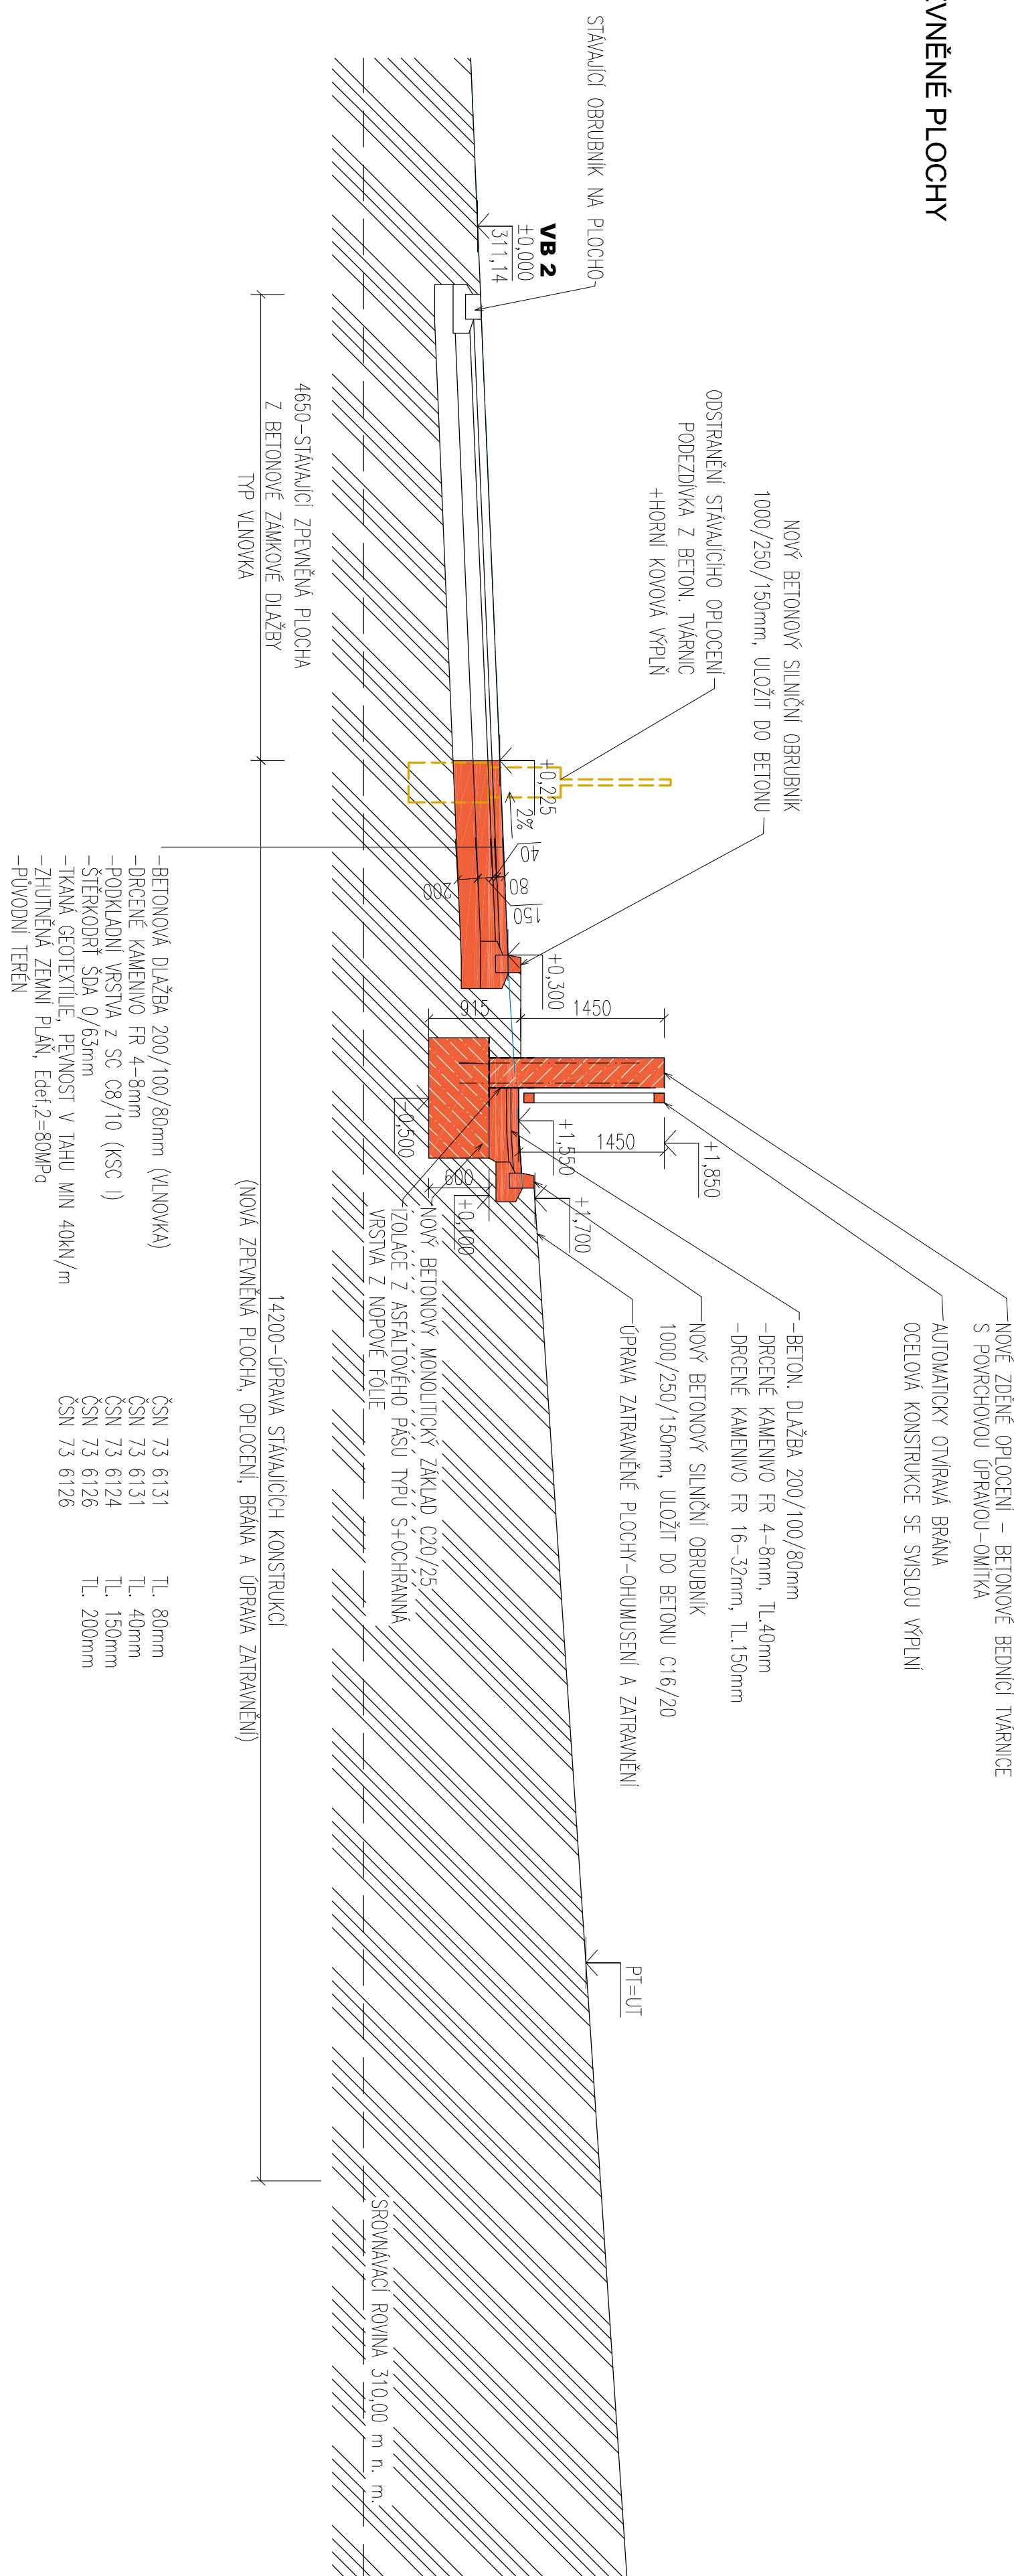 EVNĚNÉ PLOCHY
STÁVAJÍCÍ OBRUBNÍK NA PLOCHO
VB 2
±0,000
311,14
4650-STÁVAJÍCÍ ZPEVNĚNÁ PLOCHA
Z BETONOVÉ ZÁMKOVÉ DLAŽBY
TYP VLNOVKA
NOVÝ BETONOVÝ SILNIČNÍ OBRUBNÍK
1000/250/150mm, ULOŽIT DO BETONU
ODSTRANĚNÍ STÁVAJÍCÍHO OPLOCENÍ
PODEZDÍVKA Z BETON. TVÁRNIC
+HORNÍ KOVOVÁ VÝPLŇ
+0,225
2%
40
80
150
200
+0,300
915
1450
-0,500
600
+0,100
+1,550
1450
+1,850
+1,700
NOVÉ ZDĚNÉ OPLOCENÍ - BETONOVÉ BEDNÍCÍ TVÁRNICE
S POVRCHOVOU ÚPRAVOU-OMÍTKA
AUTOMATICKY OTVÍRAVÁ BRÁNA
OCELOVÁ KONSTRUKCE SE SVISLOU VÝPLNÍ
-BETON. DLAŽBA 200/100/80mm
-DRCENÉ KAMENIVO FR 4-8mm, TL.40mm
-DRCENÉ KAMENIVO FR 16-32mm, TL.150mm
NOVÝ BETONOVÝ SILNIČNÍ OBRUBNÍK
1000/250/150mm, ULOŽIT DO BETONU C16/20
ÚPRAVA ZATRAVNĚNÉ PLOCHY-OHUMUSENÍ A ZATRAVNĚNÍ
NOVÝ BETONOVÝ MONOLITICKÝ ZÁKLAD C20/25
IZOLACE Z ASFALTOVÉHO PÁSU TYPU S+OCHRANNÁ
VRSTVA Z NOPOVÉ FÓLIE
PT=UT
SROVNÁVACÍ ROVINA 310,00 m n. m.
14200-ÚPRAVA STÁVAJÍCÍCH KONSTRUKCÍ
(NOVÁ ZPEVNĚNÁ PLOCHA, OPLOCENÍ, BRÁNA A ÚPRAVA ZATRAVNĚNÍ)
-BETONOVÁ DLAŽBA 200/100/80mm (VLNOVKA) ČSN 73 6131 TL. 80mm
-DRCENÉ KAMENIVO FR 4-8mm ČSN 73 6131 TL. 40mm
-PODKLADNÍ VRSTVA z SC C8/10 (KSC I) ČSN 73 6124 TL. 150mm
-ŠTĚRKODRŤ ŠDA 0/63mm ČSN 73 6126 TL. 200mm
-TKANÁ GEOTEXTÍLIE, PEVNOST V TAHU MIN 40kN/m ČSN 73 6126
-ZHUTNĚNÁ ZEMNÍ PLÁŇ, Edef,2=80MPa
-PŮVODNÍ TERÉN